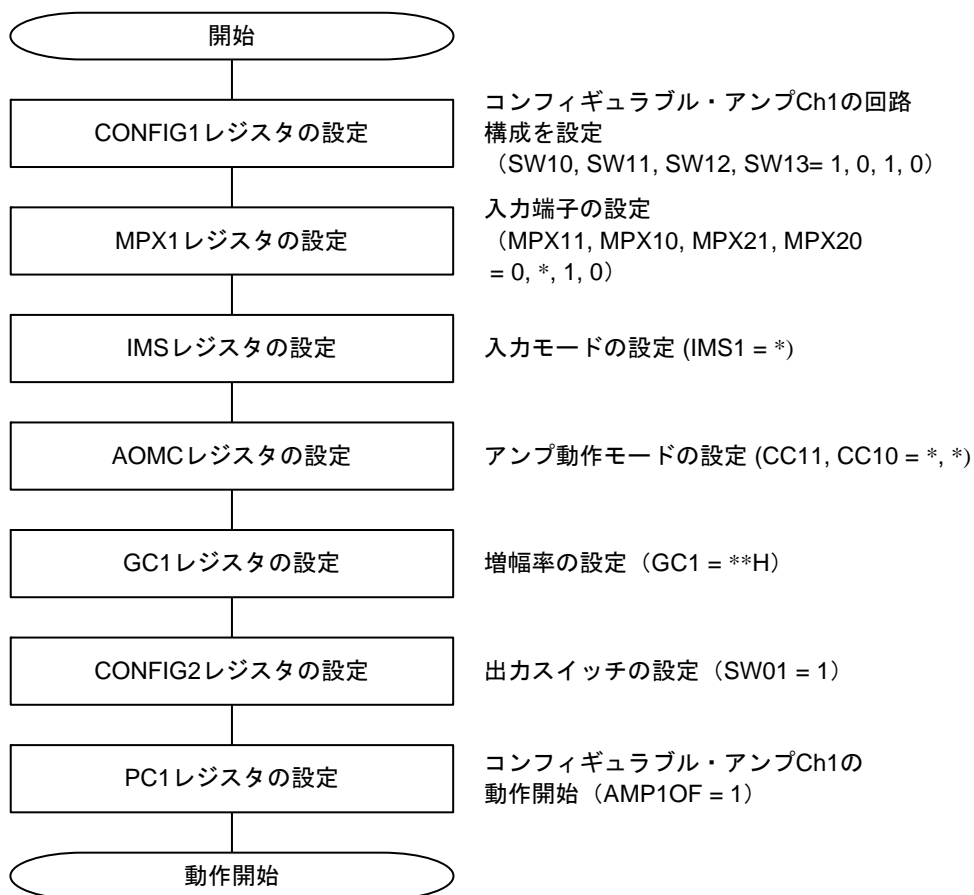 開始
CONFIG1レジスタの設定
コンフィギュラブル・アンプCh1の回路
構成を設定
（SW10, SW11, SW12, SW13= 1, 0, 1, 0）
MPX1レジスタの設定
入力端子の設定
（MPX11, MPX10, MPX21, MPX20
= 0, *, 1, 0）
IMSレジスタの設定
入力モードの設定 (IMS1 = *)
AOMCレジスタの設定
アンプ動作モードの設定 (CC11, CC10 = *, *)
GC1レジスタの設定
増幅率の設定（GC1 = **H）
CONFIG2レジスタの設定
出力スイッチの設定（SW01 = 1）
PC1レジスタの設定
コンフィギュラブル・アンプCh1の
動作開始（AMP1OF = 1）
動作開始